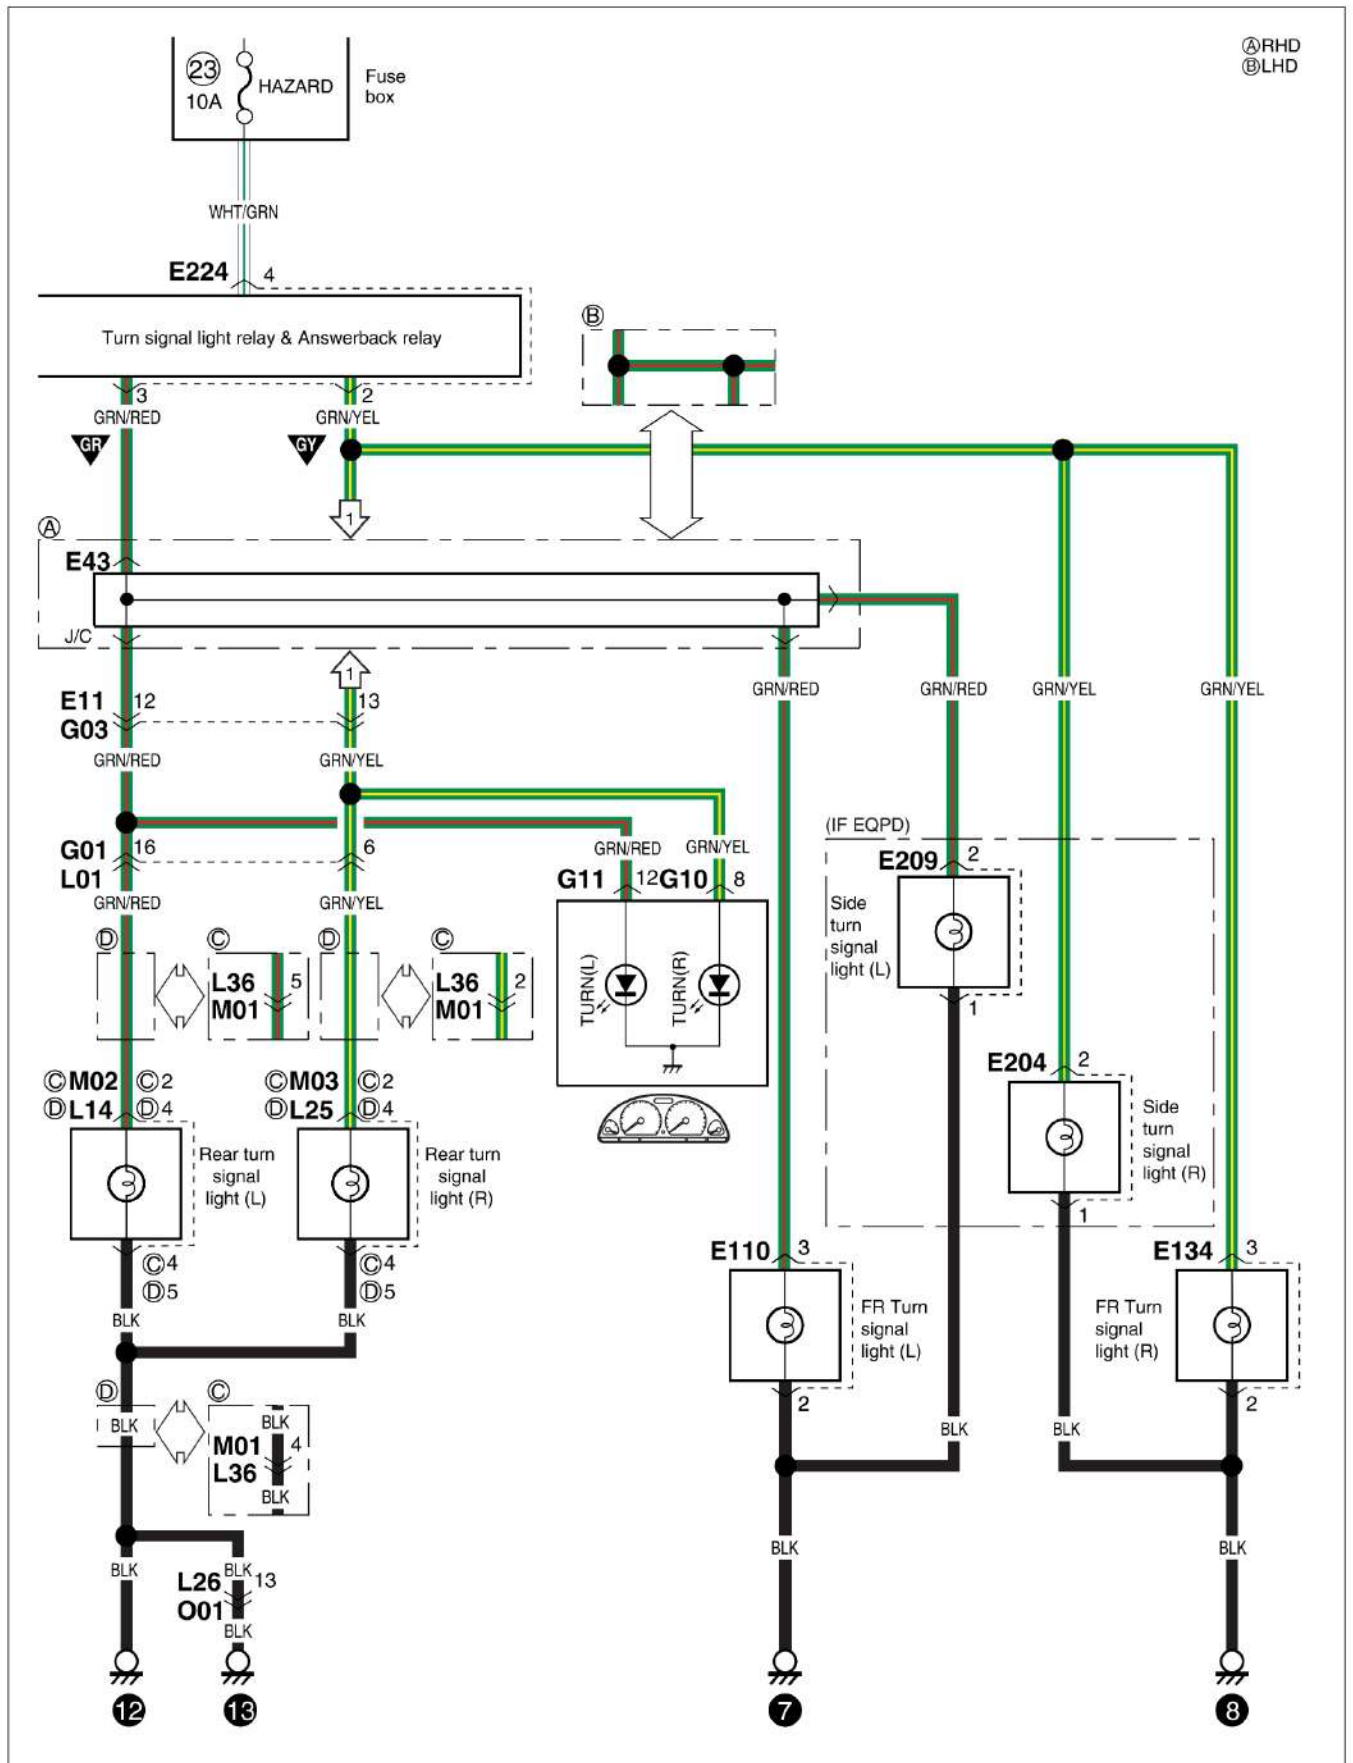 ⒶRHD
ⒷLHD
23
10A
HAZARD
Fuse
box
WHT/GRN
E224 4
Turn signal light relay & Answerback relay
Ⓑ
3
2
GRN/RED
GRN/YEL
GR
GY
1
Ⓐ
E43
J/C
1
E11 12
13
G03
GRN/RED
GRN/RED
GRN/YEL
GRN/YEL
GRN/RED
GRN/YEL
G01 16
6
L01
GRN/RED
GRN/YEL
GRN/RED
GRN/YEL
G11 12
G10 8
TURN(L)
TURN(R)
(IF EQPD)
E209 2
Side
turn
signal
light (L)
1
E204 2
Side
turn
signal
light (R)
1
Ⓓ
Ⓒ
Ⓓ
Ⓒ
L36 5
M01
L36 2
M01
ⒸM02 Ⓒ2
ⒹL14 Ⓓ4
ⒸM03 Ⓒ2
ⒹL25 Ⓓ4
Rear turn
signal
light (L)
Rear turn
signal
light (R)
Ⓒ4
Ⓓ5
Ⓒ4
Ⓓ5
BLK
BLK
E110 3
FR Turn
signal
light (L)
2
E134 3
FR Turn
signal
light (R)
2
Ⓓ
Ⓒ
BLK
BLK
M01 4
L36
BLK
BLK
BLK
BLK
BLK
BLK
BLK
L26 13
O01
BLK
12
13
7
8